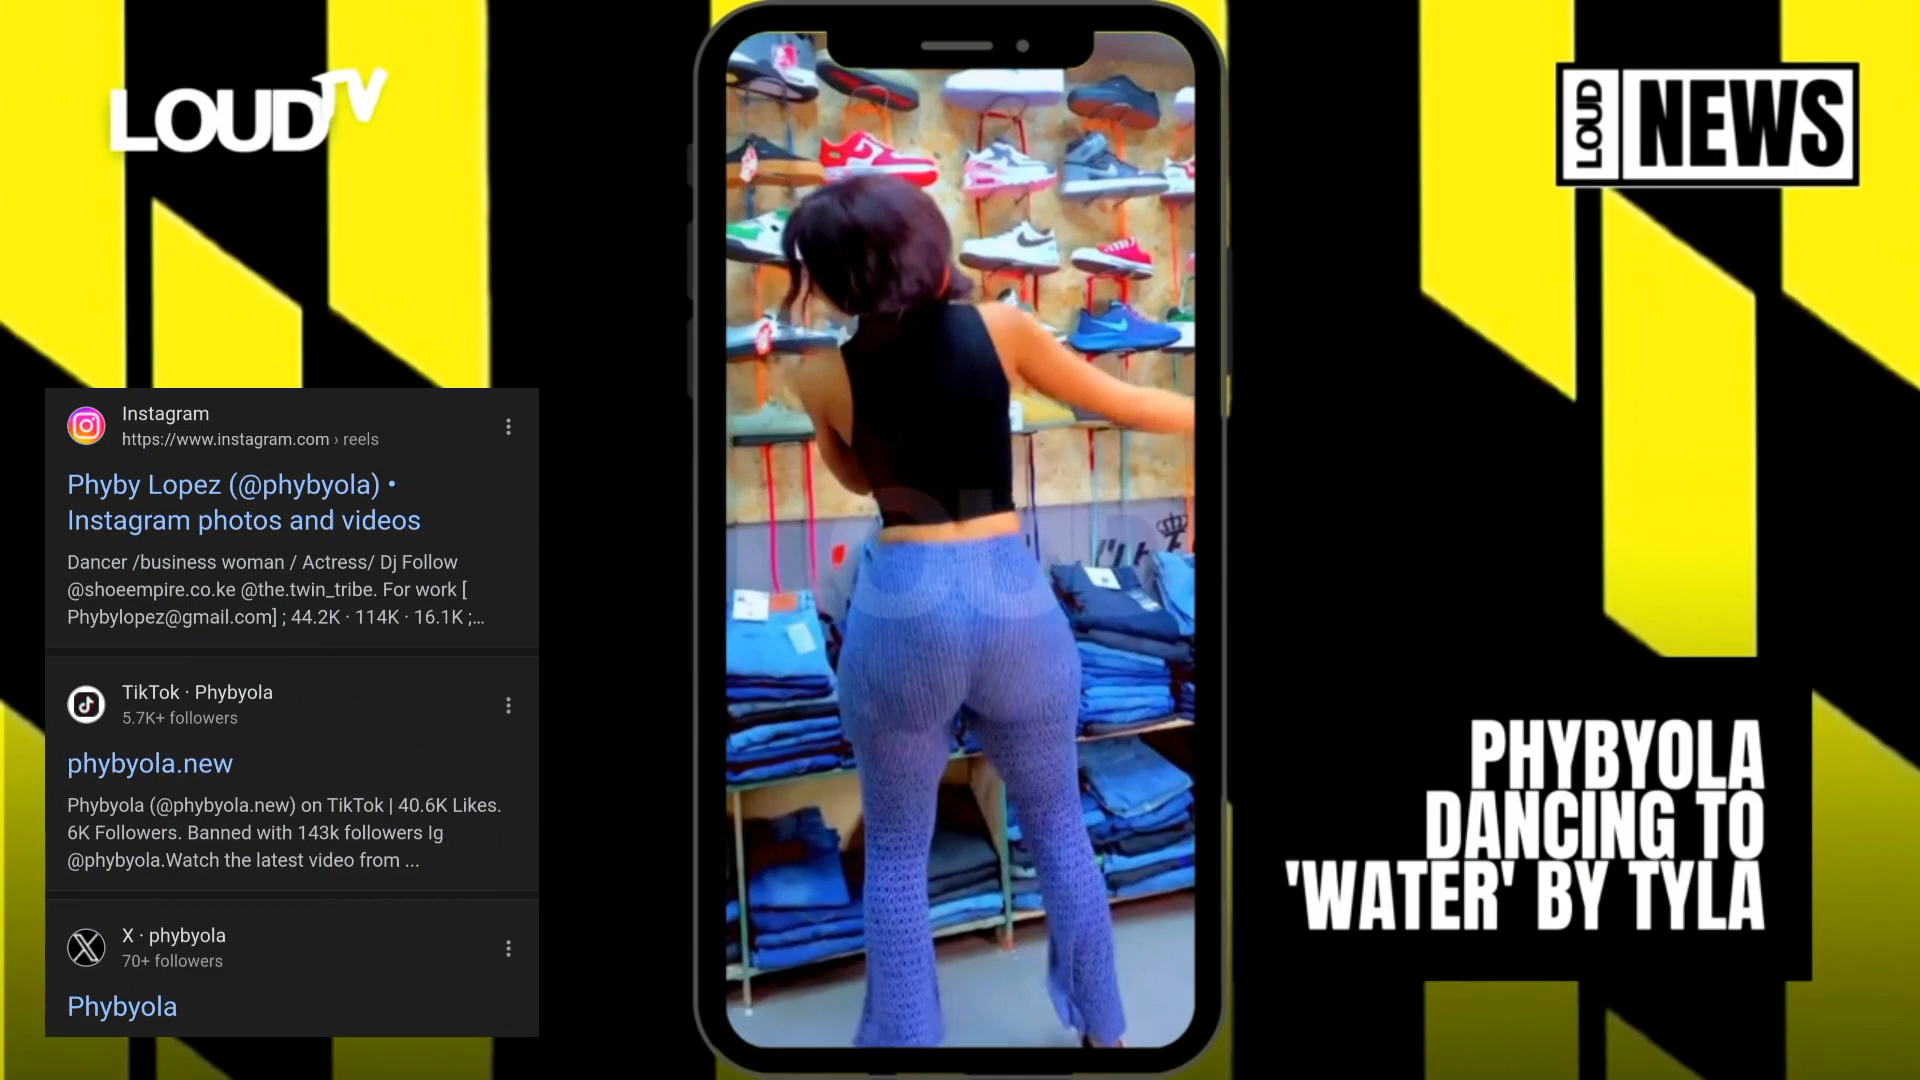 LOUD TV
LOUD NEWS
Instagram
https://www.instagram.com › reels
Phyby Lopez (@phybyola) •
Instagram photos and videos
Dancer /business woman / Actress/ Dj Follow
@shoeempire.co.ke @the.twin_tribe. For work [
Phybylopez@gmail.com] ; 44.2K · 114K · 16.1K ;...
TikTok · Phybyola
5.7K+ followers
phybyola.new
Phybyola (@phybyola.new) on TikTok | 40.6K Likes.
6K Followers. Banned with 143k followers Ig
@phybyola.Watch the latest video from ...
X · phybyola
70+ followers
Phybyola
PHYBYOLA
DANCING TO
'WATER' BY TYLA